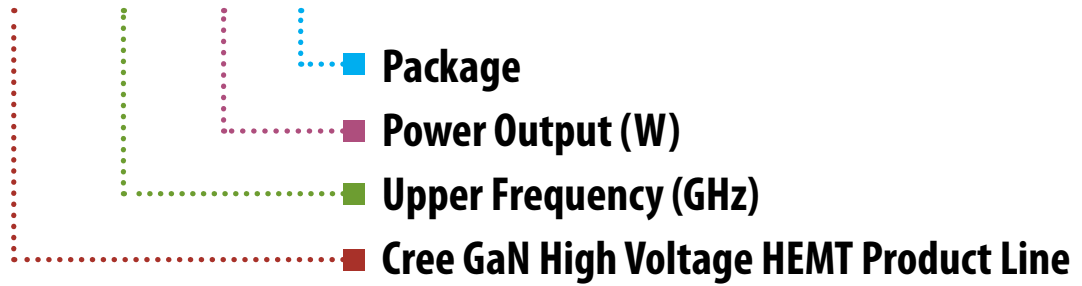 Package
Power Output (W)
Upper Frequency (GHz)
Cree GaN High Voltage HEMT Product Line